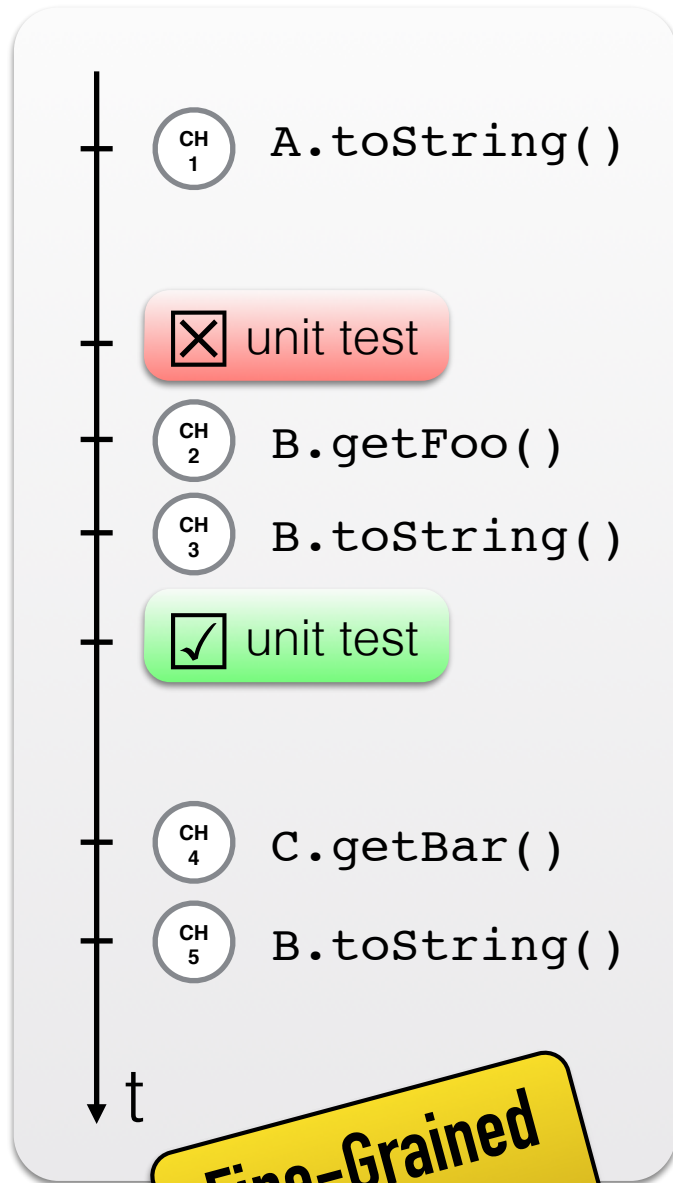 CH
1
A.toString()
unit test
CH
2
B.getFoo()
CH
3
B.toString()
unit test
CH
4
C.getBar()
CH
5
B.toString()
t
Fine-Grained